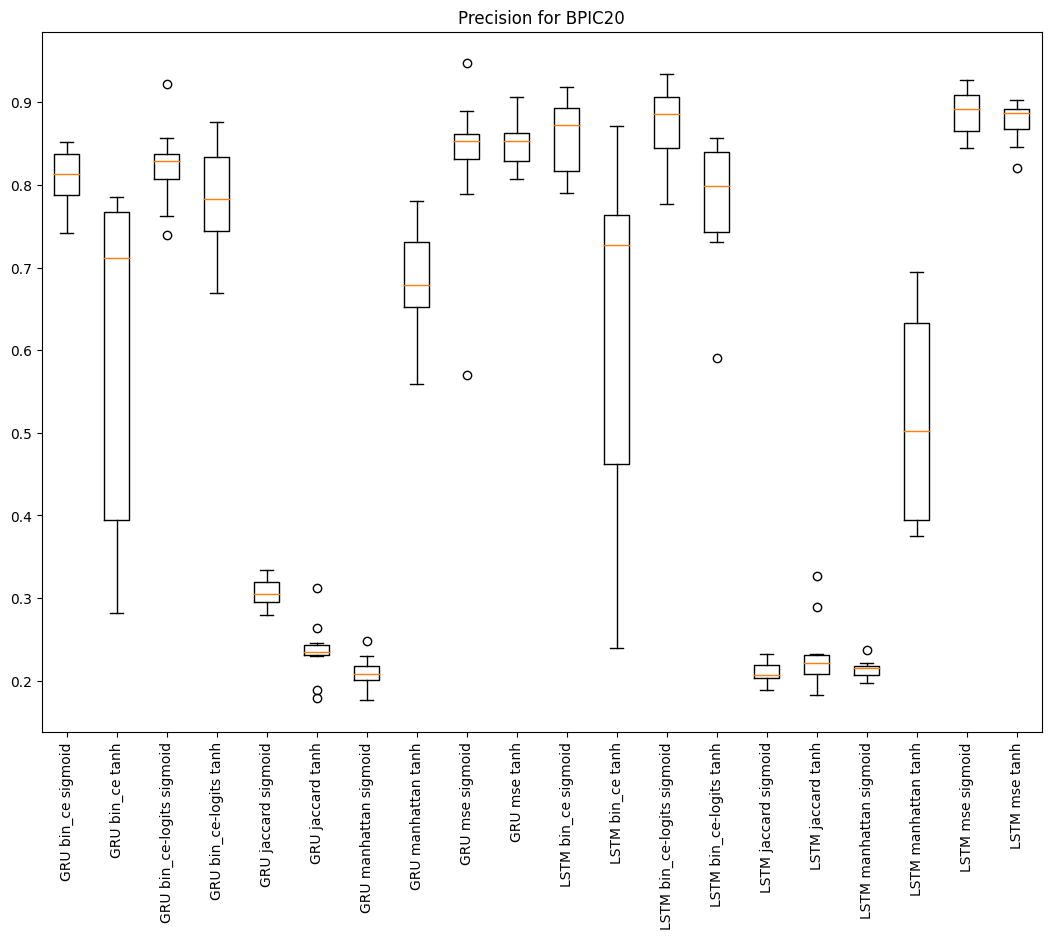 Precision for BPIC20
0.9
0.8
0.7
0.6
0.5
0.4
0.3
0.2
GRU bin_ce sigmoid
GRU bin_ce tanh
GRU bin_ce-logits sigmoid
GRU bin_ce-logits tanh
GRU jaccard sigmoid
GRU jaccard tanh
GRU manhattan sigmoid
GRU manhattan tanh
GRU mse sigmoid
GRU mse tanh
LSTM bin_ce sigmoid
LSTM bin_ce tanh
LSTM bin_ce-logits sigmoid
LSTM bin_ce-logits tanh
LSTM jaccard sigmoid
LSTM jaccard tanh
LSTM manhattan sigmoid
LSTM manhattan tanh
LSTM mse sigmoid
LSTM mse tanh